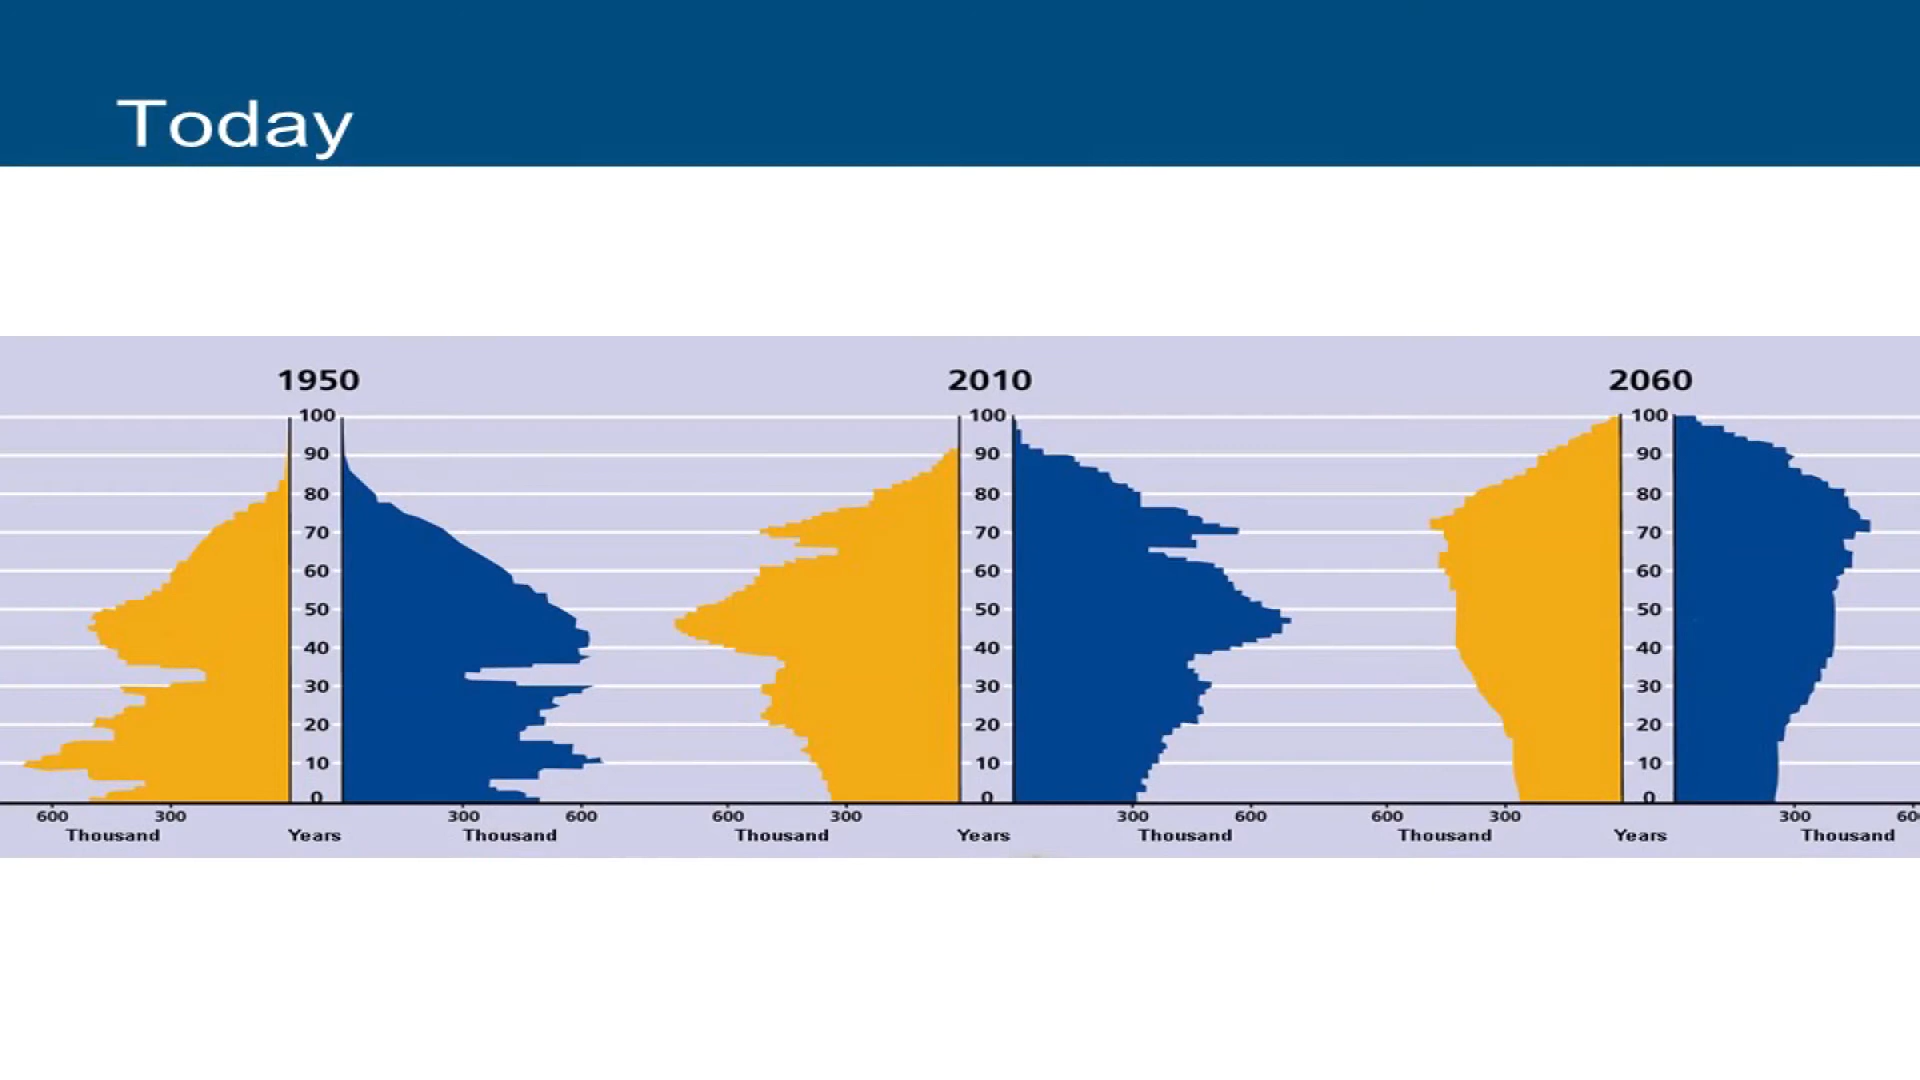 Today
1950 2010 2060
100 100 100
90 90 90
80 80 80
70 70 70
60 60 60
50 50 50
40 40 40
30 30 30
20 20 20
10 10 10
0 0 0
600 300 300 600 600 300 300 600 600 300 300
Thousand Years Thousand Thousand Years Thousand Thousand Years Thousand